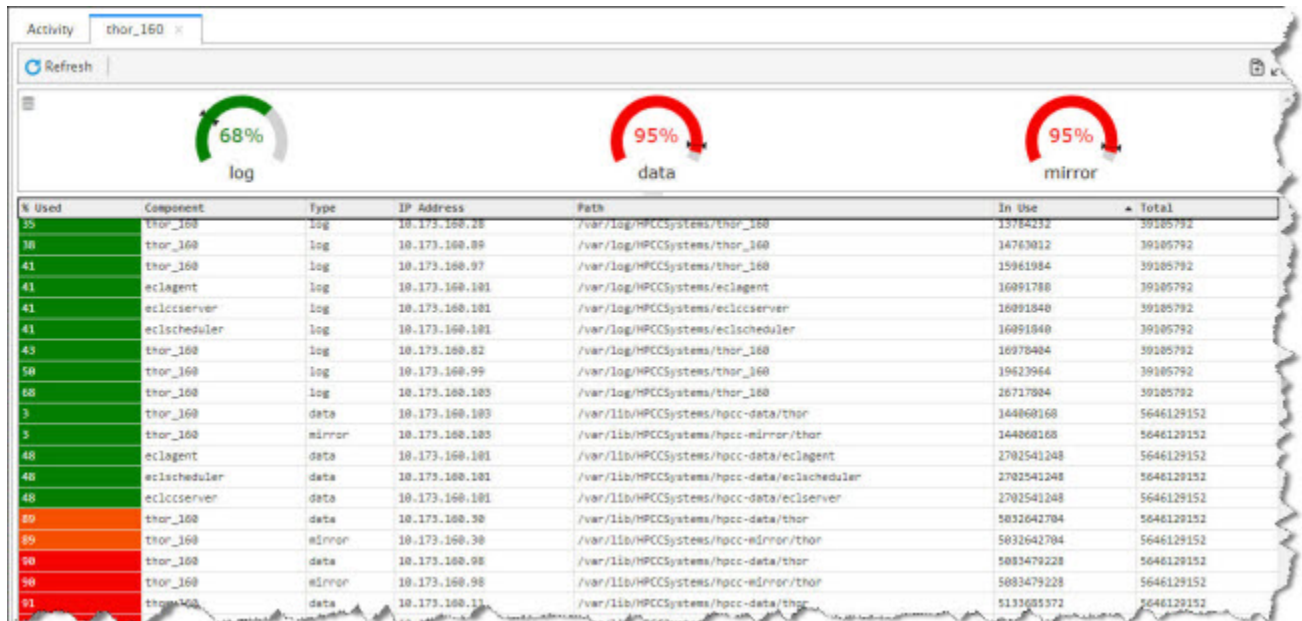 Activity thor_160 ×
Refresh
68% 95% 95%
log data mirror
% Used Component Type IP Address Path In Use Total
35 thor_160 log 10.173.160.28 /var/log/HPCCSystems/thor_160 13784232 39105792
38 thor_160 log 10.173.160.89 /var/log/HPCCSystems/thor_160 14763012 39105792
41 thor_160 log 10.173.160.97 /var/log/HPCCSystems/thor_160 15961984 39105792
41 eclagent log 10.173.160.101 /var/log/HPCCSystems/eclagent 16091788 39105792
41 eclccserver log 10.173.160.101 /var/log/HPCCSystems/eclccserver 16091840 39105792
41 eclscheduler log 10.173.160.101 /var/log/HPCCSystems/eclscheduler 16091840 39105792
43 thor_160 log 10.173.160.82 /var/log/HPCCSystems/thor_160 16978404 39105792
50 thor_160 log 10.173.160.99 /var/log/HPCCSystems/thor_160 19623964 39105792
68 thor_160 log 10.173.160.103 /var/log/HPCCSystems/thor_160 26717804 39105792
3 thor_160 data 10.173.160.103 /var/lib/HPCCSystems/hpcc-data/thor 144060168 5646129152
3 thor_160 mirror 10.173.160.103 /var/lib/HPCCSystems/hpcc-mirror/thor 144060168 5646129152
48 eclagent data 10.173.160.101 /var/lib/HPCCSystems/hpcc-data/eclagent 2702541248 5646129152
48 eclscheduler data 10.173.160.101 /var/lib/HPCCSystems/hpcc-data/eclscheduler 2702541248 5646129152
48 eclccserver data 10.173.160.101 /var/lib/HPCCSystems/hpcc-data/eclserver 2702541248 5646129152
89 thor_160 data 10.173.160.30 /var/lib/HPCCSystems/hpcc-data/thor 5032642704 5646129152
89 thor_160 mirror 10.173.160.30 /var/lib/HPCCSystems/hpcc-mirror/thor 5032642704 5646129152
90 thor_160 data 10.173.160.98 /var/lib/HPCCSystems/hpcc-data/thor 5083479228 5646129152
90 thor_160 mirror 10.173.160.98 /var/lib/HPCCSystems/hpcc-mirror/thor 5083479228 5646129152
91 thor_160 data /var/lib/HPCCSystems/hpcc-data/thor 5133685372 5646129152